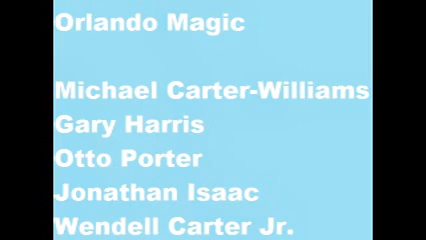 Orlando Magic
Michael Carter-Williams
Gary Harris
Otto Porter
Jonathan Isaac
Wendell Carter Jr.